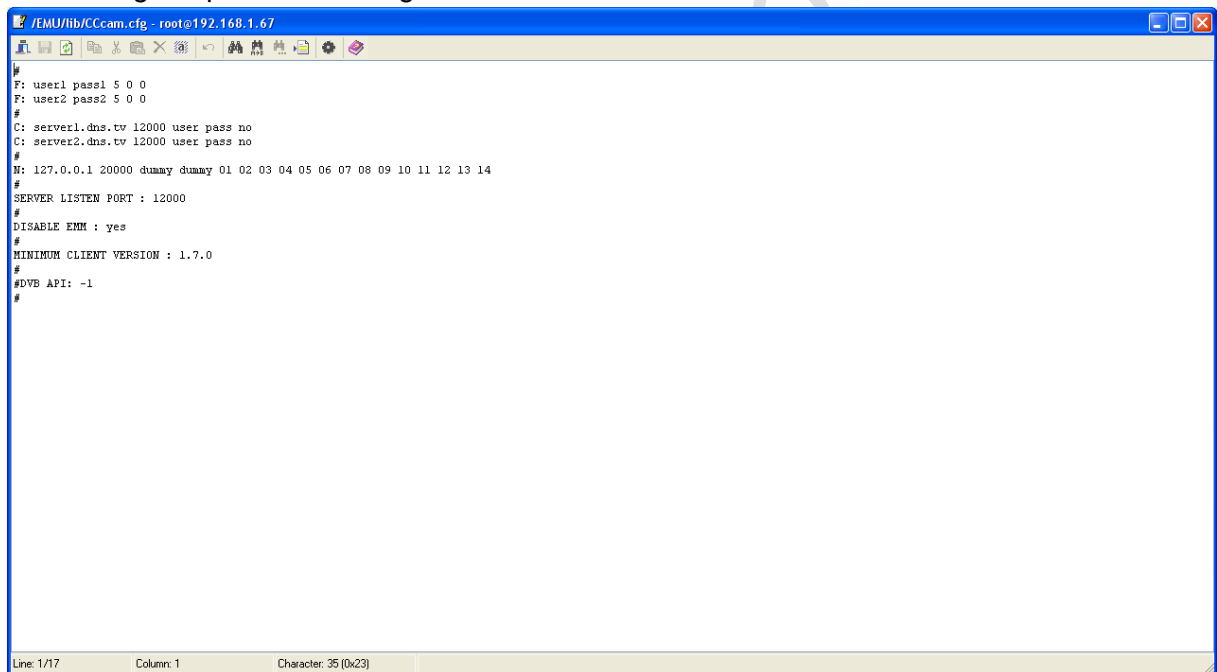 /EMU/lib/CCcam.cfg - root@192.168.1.67
#
F: user1 pass1 5 0 0
F: user2 pass2 5 0 0
#
C: server1.dns.tv 12000 user pass no
C: server2.dns.tv 12000 user pass no
#
N: 127.0.0.1 20000 dummy dummy 01 02 03 04 05 06 07 08 09 10 11 12 13 14
#
SERVER LISTEN PORT : 12000
#
DISABLE EMM : yes
#
MINIMUM CLIENT VERSION : 1.7.0
#
#DVB API: -1
#
Line: 1/17 Column: 1 Character: 35 (0x23)